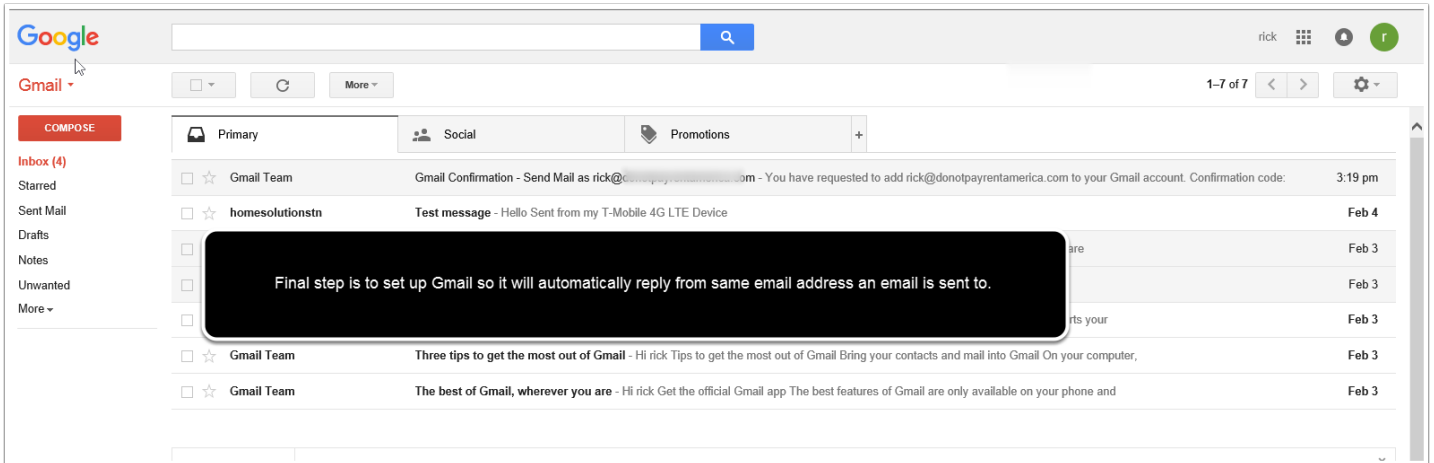 Google
rick
r
Gmail
More
1–7 of 7
COMPOSE
Primary
Social
Promotions
+
Inbox (4)
Starred
Sent Mail
Drafts
Notes
Unwanted
More
Gmail Team Gmail Confirmation - Send Mail as rick@ om - You have requested to add rick@donotpayrentamerica.com to your Gmail account. Confirmation code: 3:19 pm
homesolutionstn Test message - Hello Sent from my T-Mobile 4G LTE Device Feb 4
are Feb 3
Feb 3
rts your Feb 3
Final step is to set up Gmail so it will automatically reply from same email address an email is sent to.
Gmail Team Three tips to get the most out of Gmail - Hi rick Tips to get the most out of Gmail Bring your contacts and mail into Gmail On your computer, Feb 3
Gmail Team The best of Gmail, wherever you are - Hi rick Get the official Gmail app The best features of Gmail are only available on your phone and Feb 3